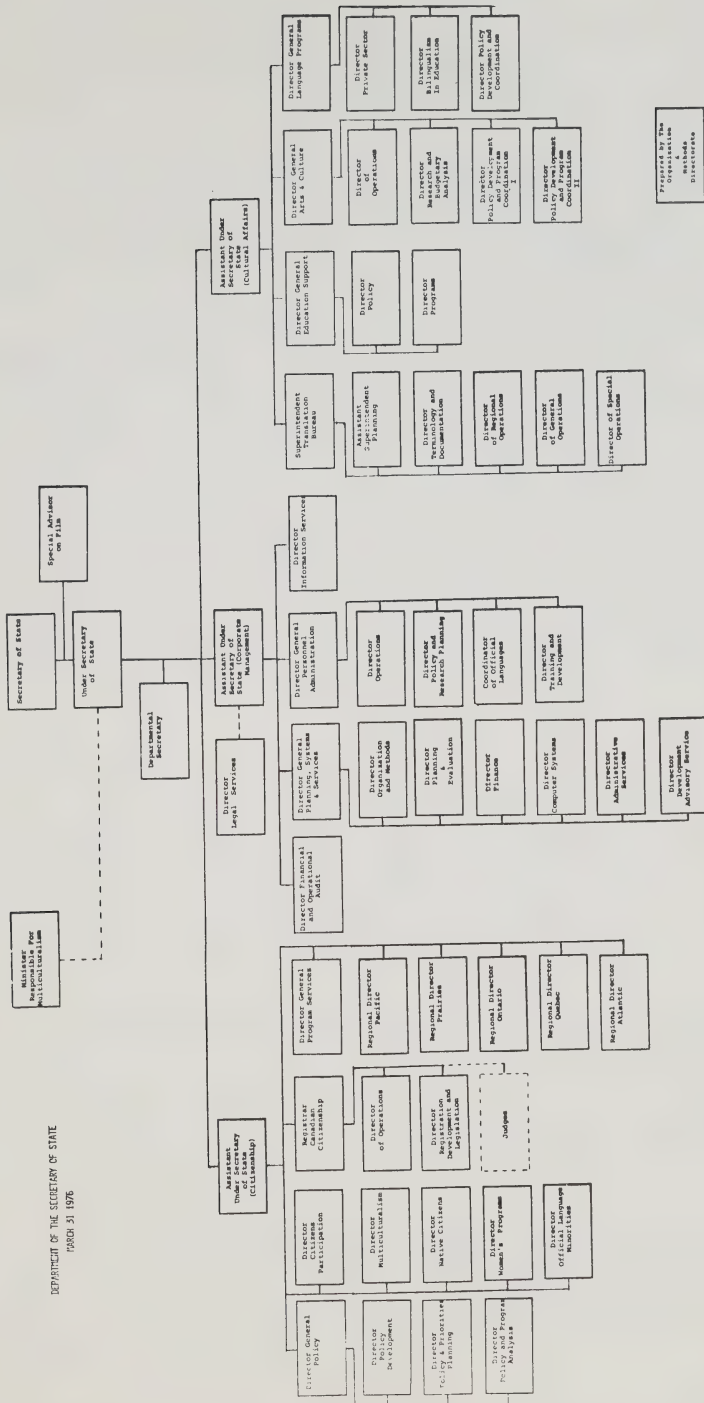 DEPARTMENT OF THE SECRETARY OF STATE
MARCH 31 1976
Minister
Responsible For
Multiculturalism
Secretary of State
Special Advisor
on Film
Under Secretary
of State
Departmental
Secretary
Assistant
Under Secretary
of State
(Citizenship)
Director General
Policy
Director
Policy
Development
Director
Policy & Priorities
Planning
Director
Policy and Program
Analysis
Director
Citizens
Participation
Director
Multiculturalism
Director
Native Citizens
Director
Women's Programs
Director
Official Language
Minorities
Registrar
Canadian
Citizenship
Director
of Operations
Director
Registration
Development and
Legislation
Judges
Director General
Program Services
Regional Director
Pacific
Regional Director
Prairies
Regional Director
Ontario
Regional Director
Quebec
Regional Director
Atlantic
Director
Legal Services
Assistant Under
Secretary of
State (Corporate
Management)
Director Financial
and Operational
Audit
Director General
Planning, Systems
& Services
Director
Organization
and Methods
Director
Planning
&
Evaluation
Director
Finance
Director
Computer Systems
Director
Administrative
Services
Director
Development
Advisory Service
Director General
Personnel
Administration
Director
Operations
Director
Policy and
Research Planning
Coordinator
of Official
Languages
Director
Training and
Development
Director
Information Services
Assistant Under
Secretary of
State
(Cultural Affairs)
Superintendent
Translation
Bureau
Assistant
Superintendent
Planning
Director
Terminology and
Documentation
Director
of Regional
Operations
Director
of General
Operations
Director of Special
Operations
Director General
Education Support
Director
Policy
Director
Programs
Director General
Arts & Culture
Director
of
Operations
Director
Research and
Budgetary
Analysis
Director
Policy Development
and Program
Coordination
I
Director
Policy Development
and Program
Coordination
II
Director General
Language Programs
Director
Private Sector
Director
Bilingualism
In Education
Director Policy
Development and
Coordination
Prepared by The
Organization
&
Methods
Directorate